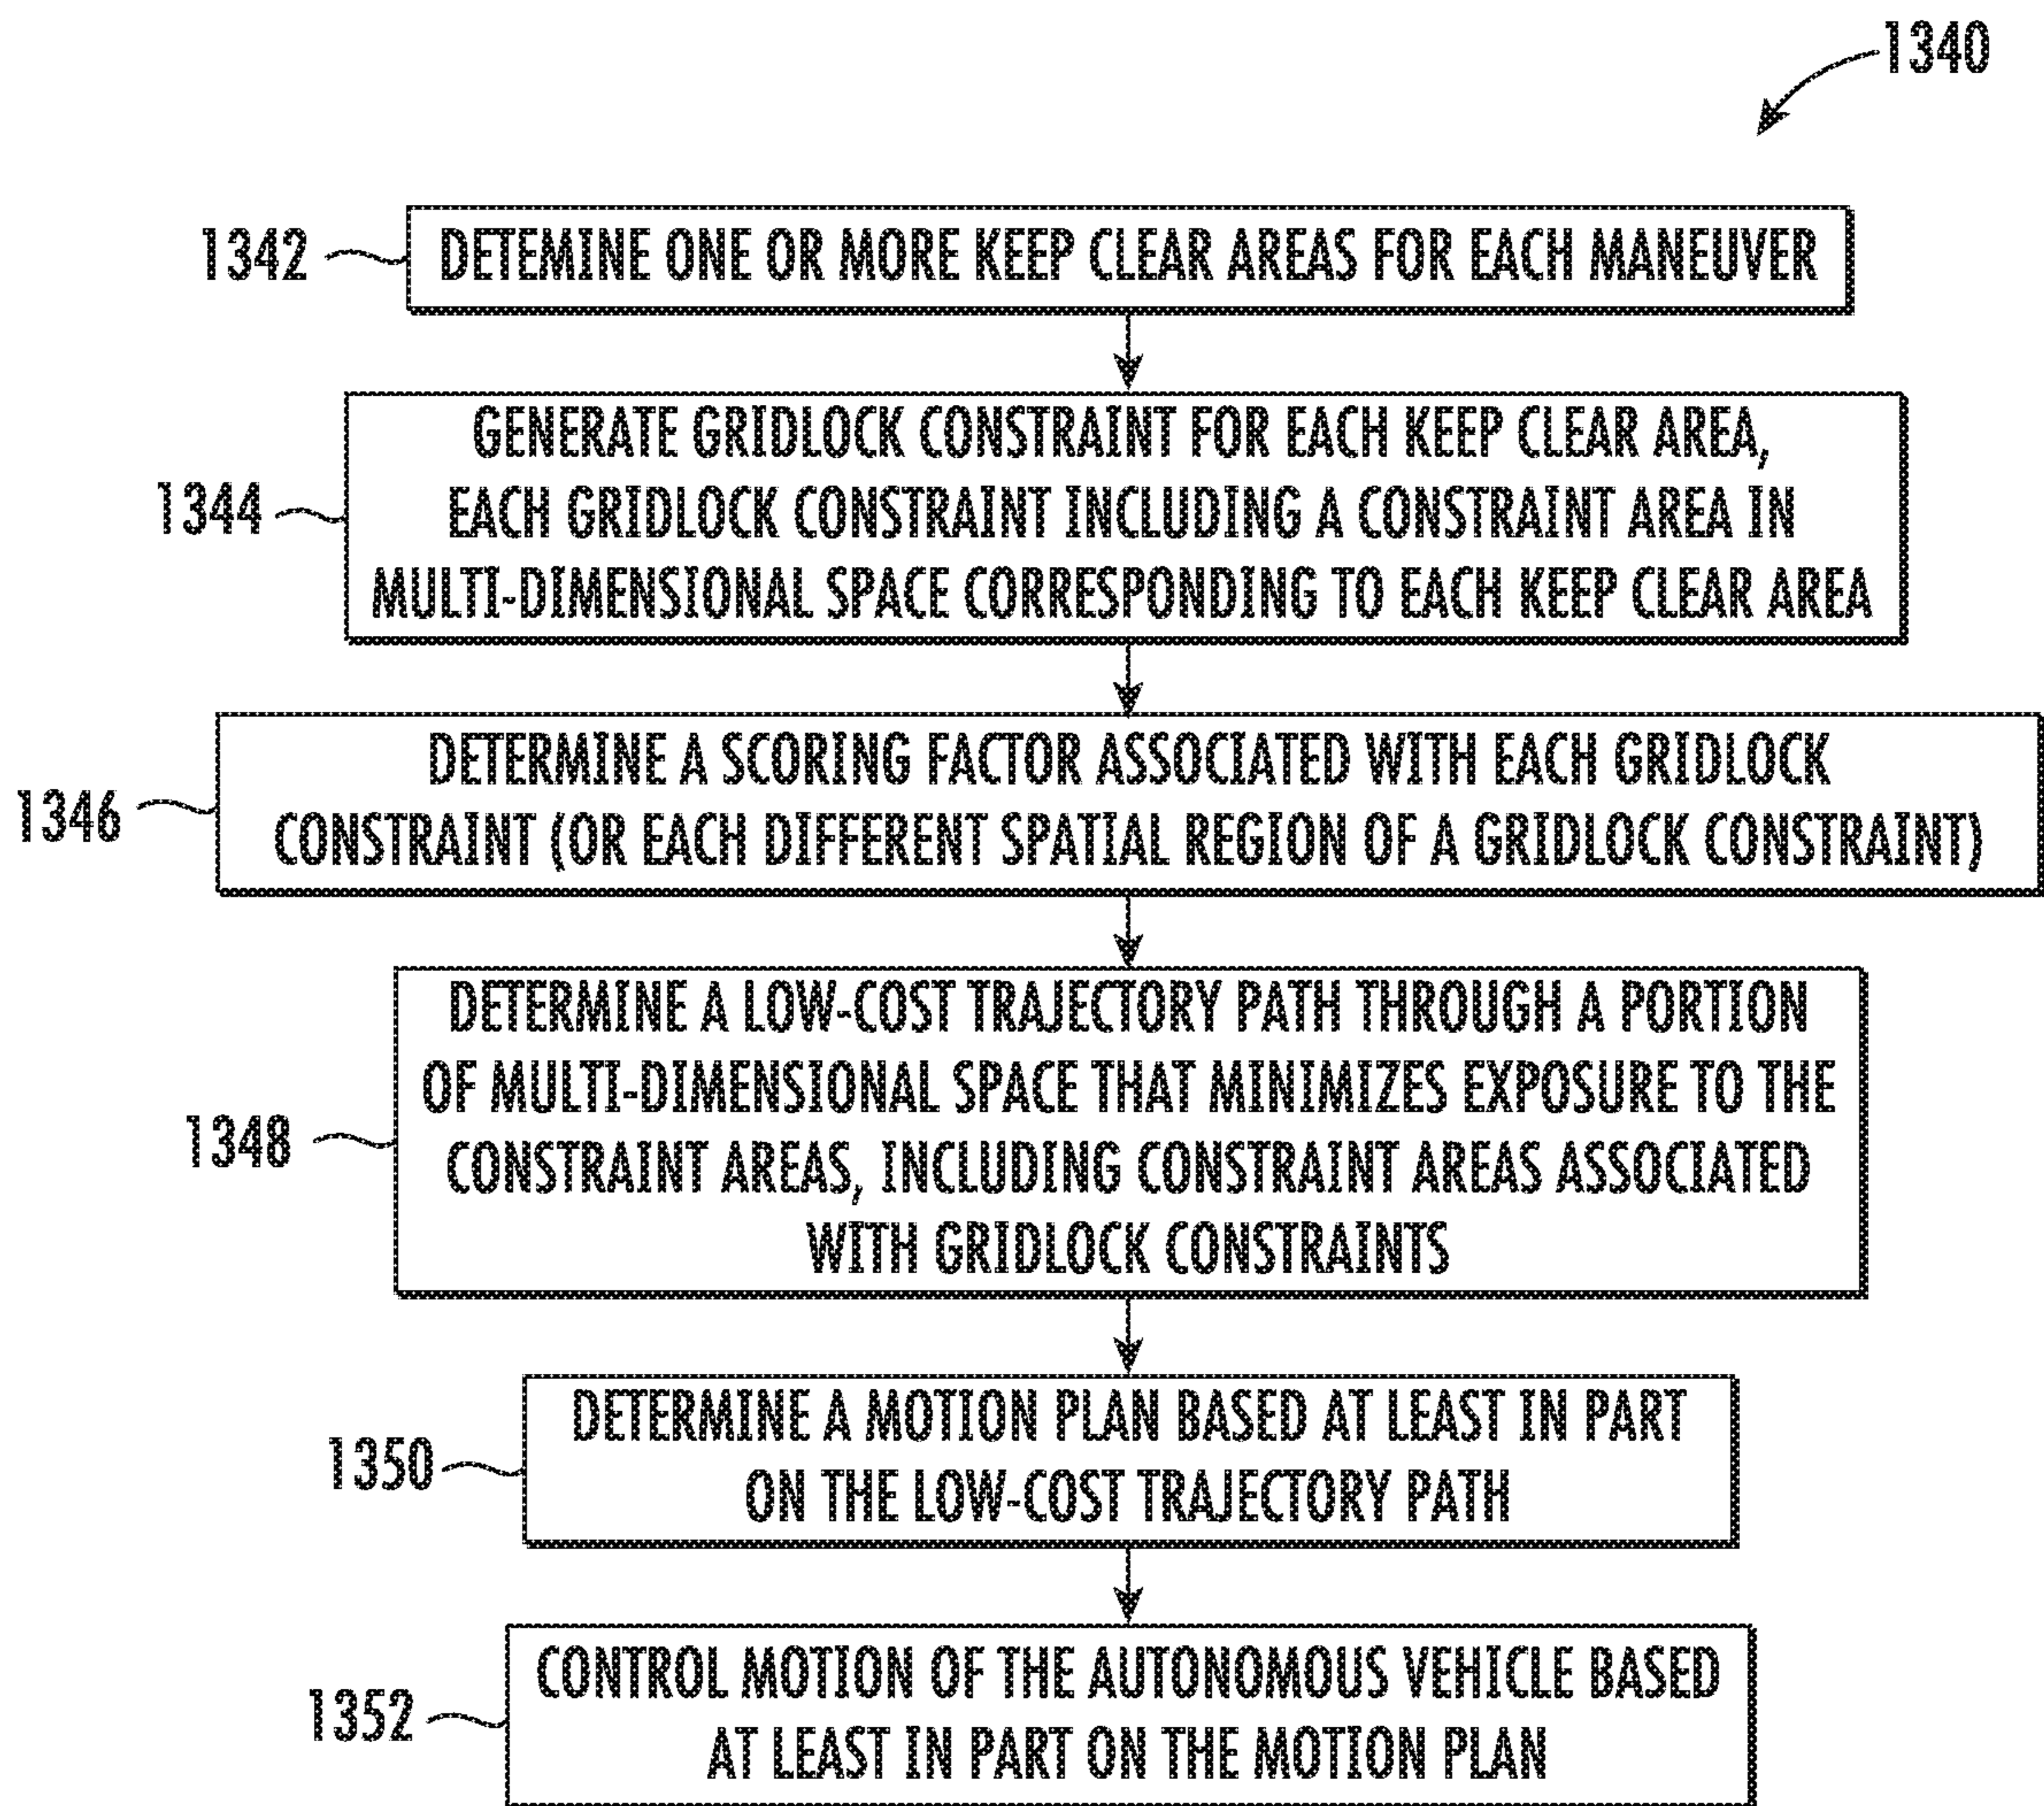 1340
1342
DETEMINE ONE OR MORE KEEP CLEAR AREAS FOR EACH MANEUVER
GENERATE GRIDLOCK CONSTRAINT FOR EACH KEEP CLEAR AREA,
1344
EACH GRIDLOCK CONSTRAINT INCLUDING A CONSTRAINT AREA IN
MULTI-DIMENSIONAL SPACE CORRESPONDING TO EACH KEEP CLEAR AREA
DETERMINE A SCORING FACTOR ASSOCIATED WITH EACH GRIDLOCK
1346
CONSTRAINT (OR EACH DIFFERENT SPATIAL REGION OF A GRIDLOCK CONSTRAINT)
DETERMINE A LOW-COST TRAJECTORY PATH THROUGH A PORTION
OF MULTI-DIMENSIONAL SPACE THAT MINIMIZES EXPOSURE TO THE
1348
CONSTRAINT AREAS, INCLUDING CONSTRAINT AREAS ASSOCIATED
WITH GRIDLOCK CONSTRAINTS
DETERMINE A MOTION PLAN BASED AT LEAST IN PART
1350
ON THE LOW-COST TRAJECTORY PATH
CONTROL MOTION OF THE AUTONOMOUS VEHICLE BASED
1352
AT LEAST IN PART ON THE MOTION PLAN